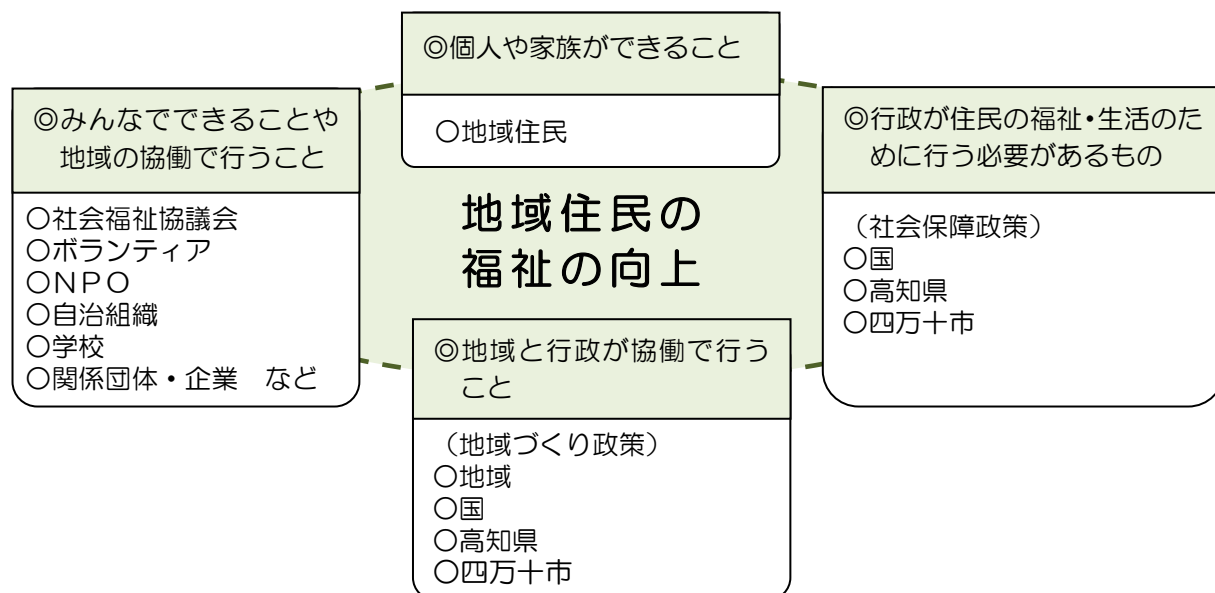 ◎個人や家族ができること
○地域住民
◎みんなでできることや
地域の協働で行うこと
○社会福祉協議会
○ボランティア
○ＮＰＯ
○自治組織
○学校
○関係団体・企業　など
地域住民の
福祉の向上
◎行政が住民の福祉・生活のた
めに行う必要があるもの
（社会保障政策）
○国
○高知県
○四万十市
◎地域と行政が協働で行う
こと
（地域づくり政策）
○地域
○国
○高知県
○四万十市